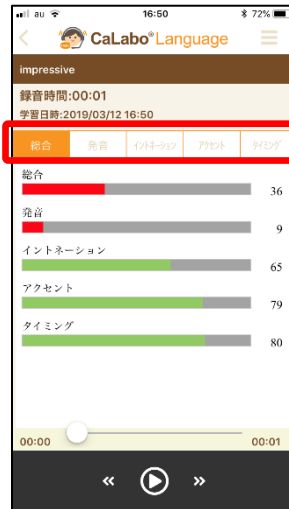 au 16:50 72%
CaLabo® Language
impressive
録音時間:00:01
学習日時:2019/03/12 16:50
総合 発音 イントネーション アクセント タイミング
総合
36
発音
9
イントネーション
65
アクセント
79
タイミング
80
00:00 00:01